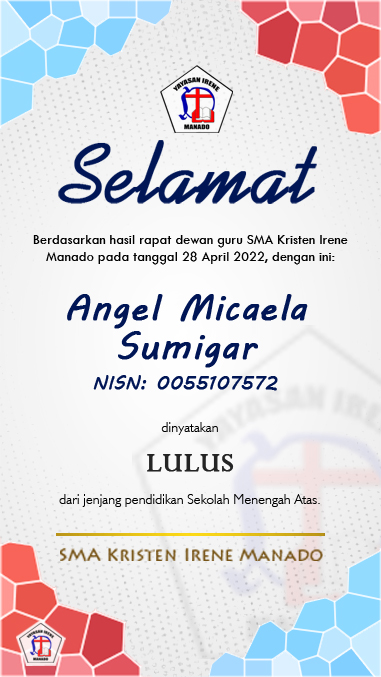 YAYASAN IRENE
MANADO
Selamat
Berdasarkan hasil rapat dewan guru SMA Kristen Irene
Manado pada tanggal 28 April 2022, dengan ini:
Angel Micaela
Sumigar
NISN: 0055107572
dinyatakan
LULUS
dari jenjang pendidikan Sekolah Menengah Atas.
SMA Kristen Irene Manado
YAYASAN IRENE
MANADO